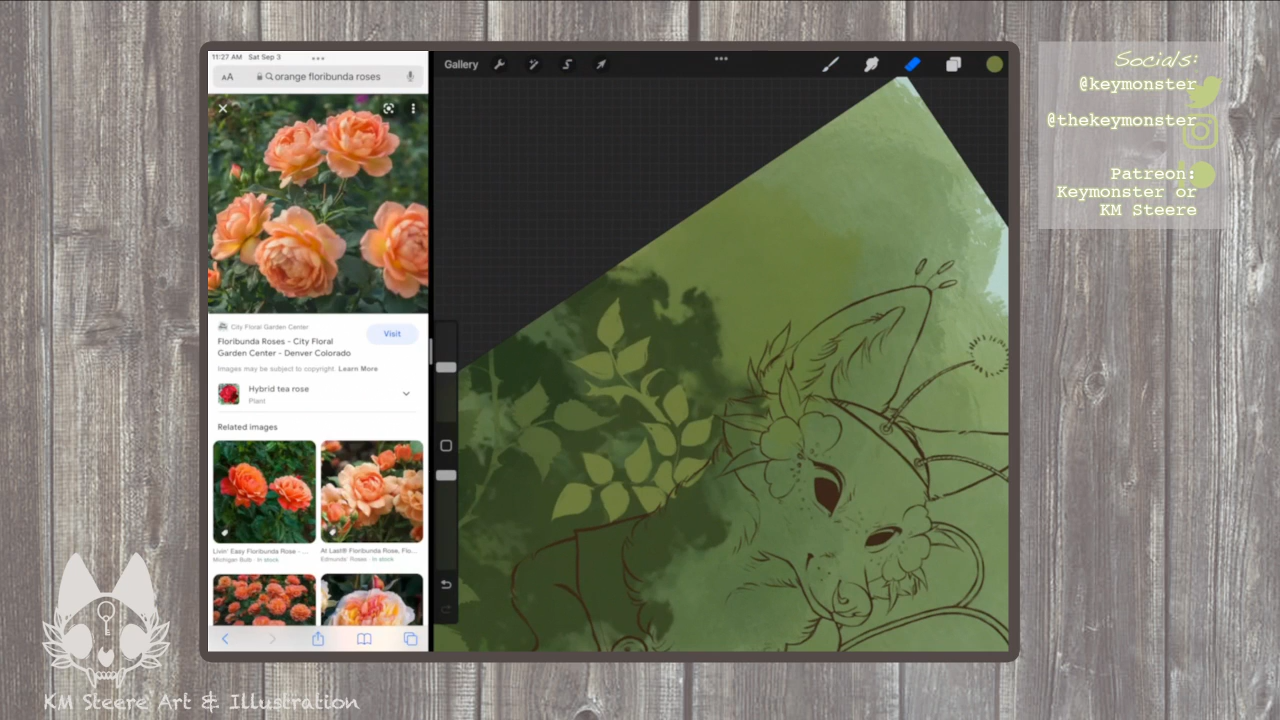 11:27 AM Sat Sep 3
AA orange floribunda roses
City Floral Garden Center
Visit
Floribunda Roses - City Floral
Garden Center - Denver Colorado
Images may be subject to copyright. Learn More
Hybrid tea rose
Plant
Related images
Livin' Easy Floribunda Rose - ...
Michigan Bulb · In stock
At Last® Floribunda Rose, Flo...
Edmunds' Roses · In stock
Gallery
Socials:
@keymonster
@thekeymonster
Patreon:
Keymonster or
KM Steere
KM Steere Art & Illustration